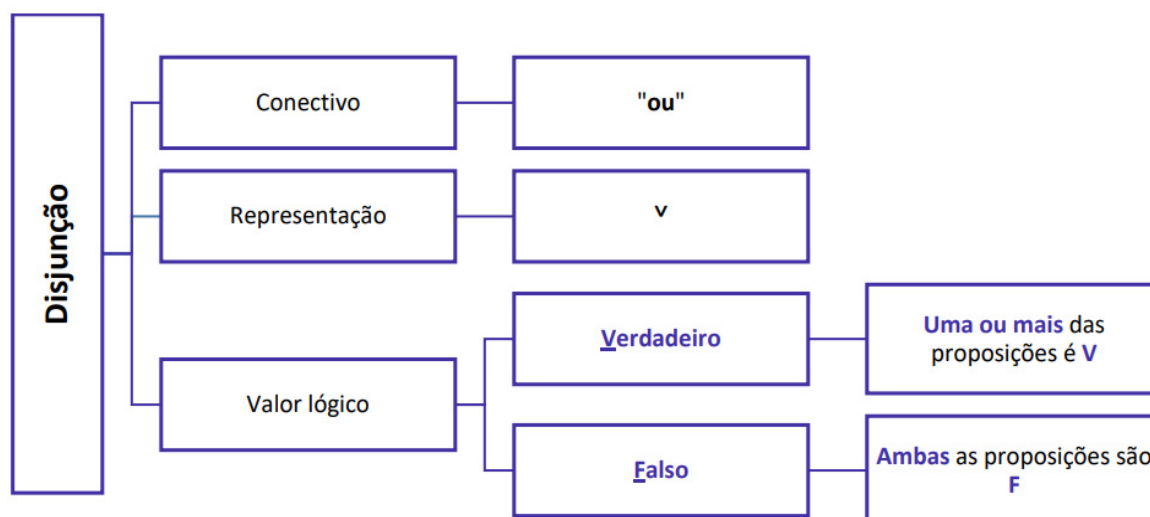 Disjunção
Conectivo
"ou"
Representação
v
Valor lógico
Verdadeiro
Uma ou mais das
proposições é V
Falso
Ambas as proposições são
F